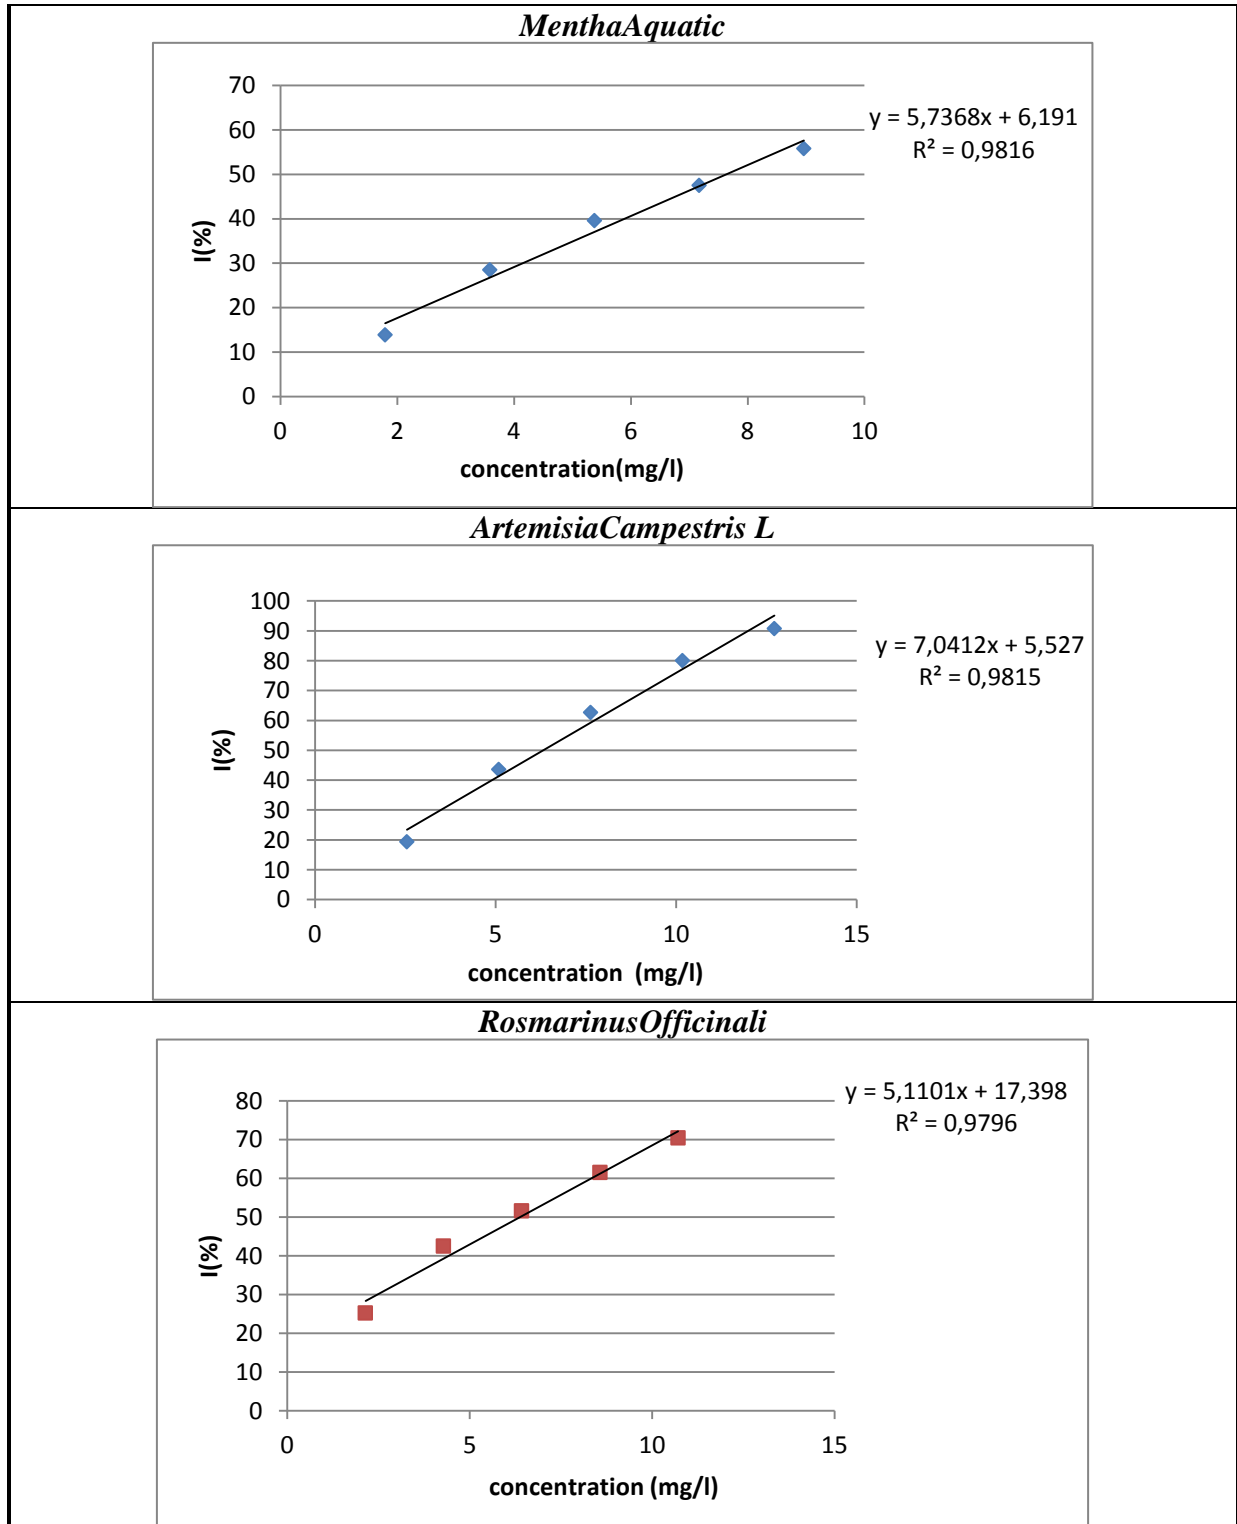 MenthaAquatic
70
60
50
40
30
20
10
0
I(%)
0 2 4 6 8 10
concentration(mg/l)
y = 5,7368x + 6,191
R² = 0,9816
ArtemisiaCampestris L
100
90
80
70
60
50
40
30
20
10
0
I(%)
0 5 10 15
concentration (mg/l)
y = 7,0412x + 5,527
R² = 0,9815
RosmarinusOfficinali
80
70
60
50
40
30
20
10
0
I(%)
0 5 10 15
concentration (mg/l)
y = 5,1101x + 17,398
R² = 0,9796